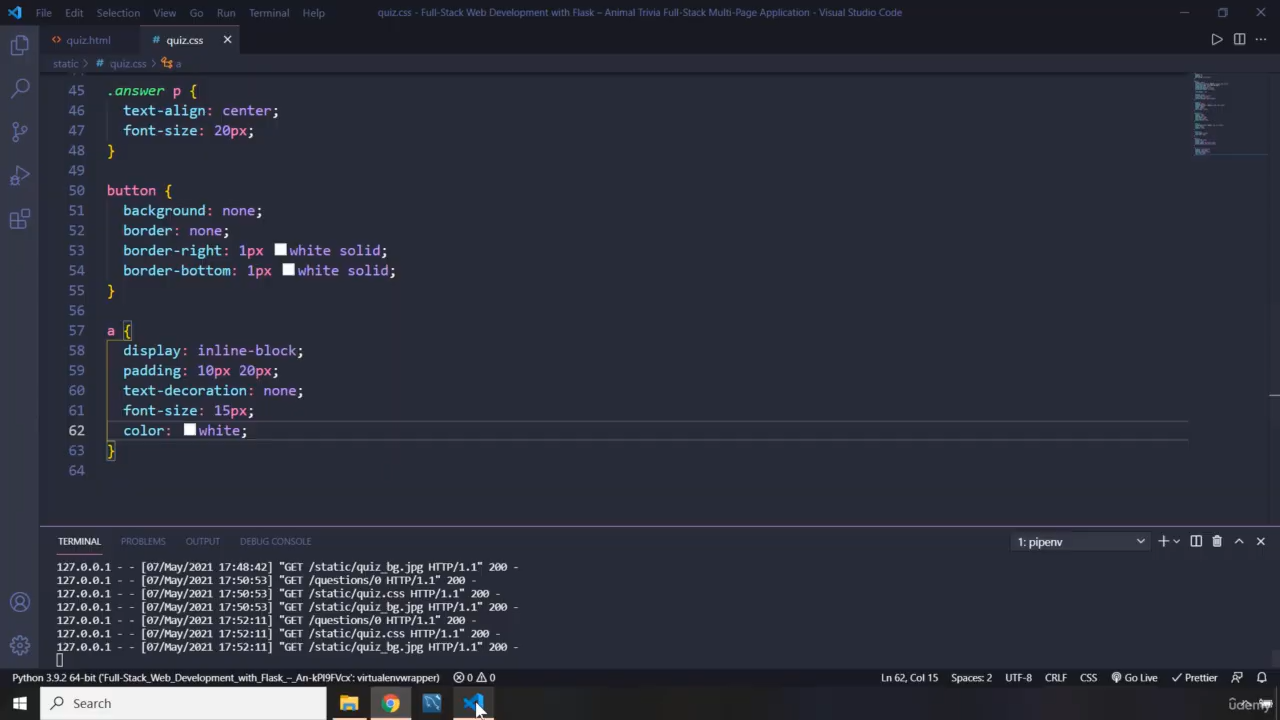 File Edit Selection View Go Run Terminal Help
quiz.css - Full-Stack Web Development with Flask – Animal Trivia Full-Stack Multi-Page Application - Visual Studio Code
quiz.html
# quiz.css
static > # quiz.css > a
45 .answer p {
46 text-align: center;
47 font-size: 20px;
48 }
49
50 button {
51 background: none;
52 border: none;
53 border-right: 1px white solid;
54 border-bottom: 1px white solid;
55 }
56
57 a {
58 display: inline-block;
59 padding: 10px 20px;
60 text-decoration: none;
61 font-size: 15px;
62 color: white;
63 }
64
TERMINAL PROBLEMS OUTPUT DEBUG CONSOLE 1: pipenv
127.0.0.1 - - [07/May/2021 17:48:42] "GET /static/quiz_bg.jpg HTTP/1.1" 200 -
127.0.0.1 - - [07/May/2021 17:50:53] "GET /questions/0 HTTP/1.1" 200 -
127.0.0.1 - - [07/May/2021 17:50:53] "GET /static/quiz.css HTTP/1.1" 200 -
127.0.0.1 - - [07/May/2021 17:50:53] "GET /static/quiz_bg.jpg HTTP/1.1" 200 -
127.0.0.1 - - [07/May/2021 17:52:11] "GET /questions/0 HTTP/1.1" 200 -
127.0.0.1 - - [07/May/2021 17:52:11] "GET /static/quiz.css HTTP/1.1" 200 -
127.0.0.1 - - [07/May/2021 17:52:11] "GET /static/quiz_bg.jpg HTTP/1.1" 200 -
Python 3.9.2 64-bit ('Full-Stack_Web_Development_with_Flask_–_An-kPI9FVcx': virtualenvwrapper) 0 0 Ln 62, Col 15 Spaces: 2 UTF-8 CRLF CSS Go Live Prettier
Search
udemy